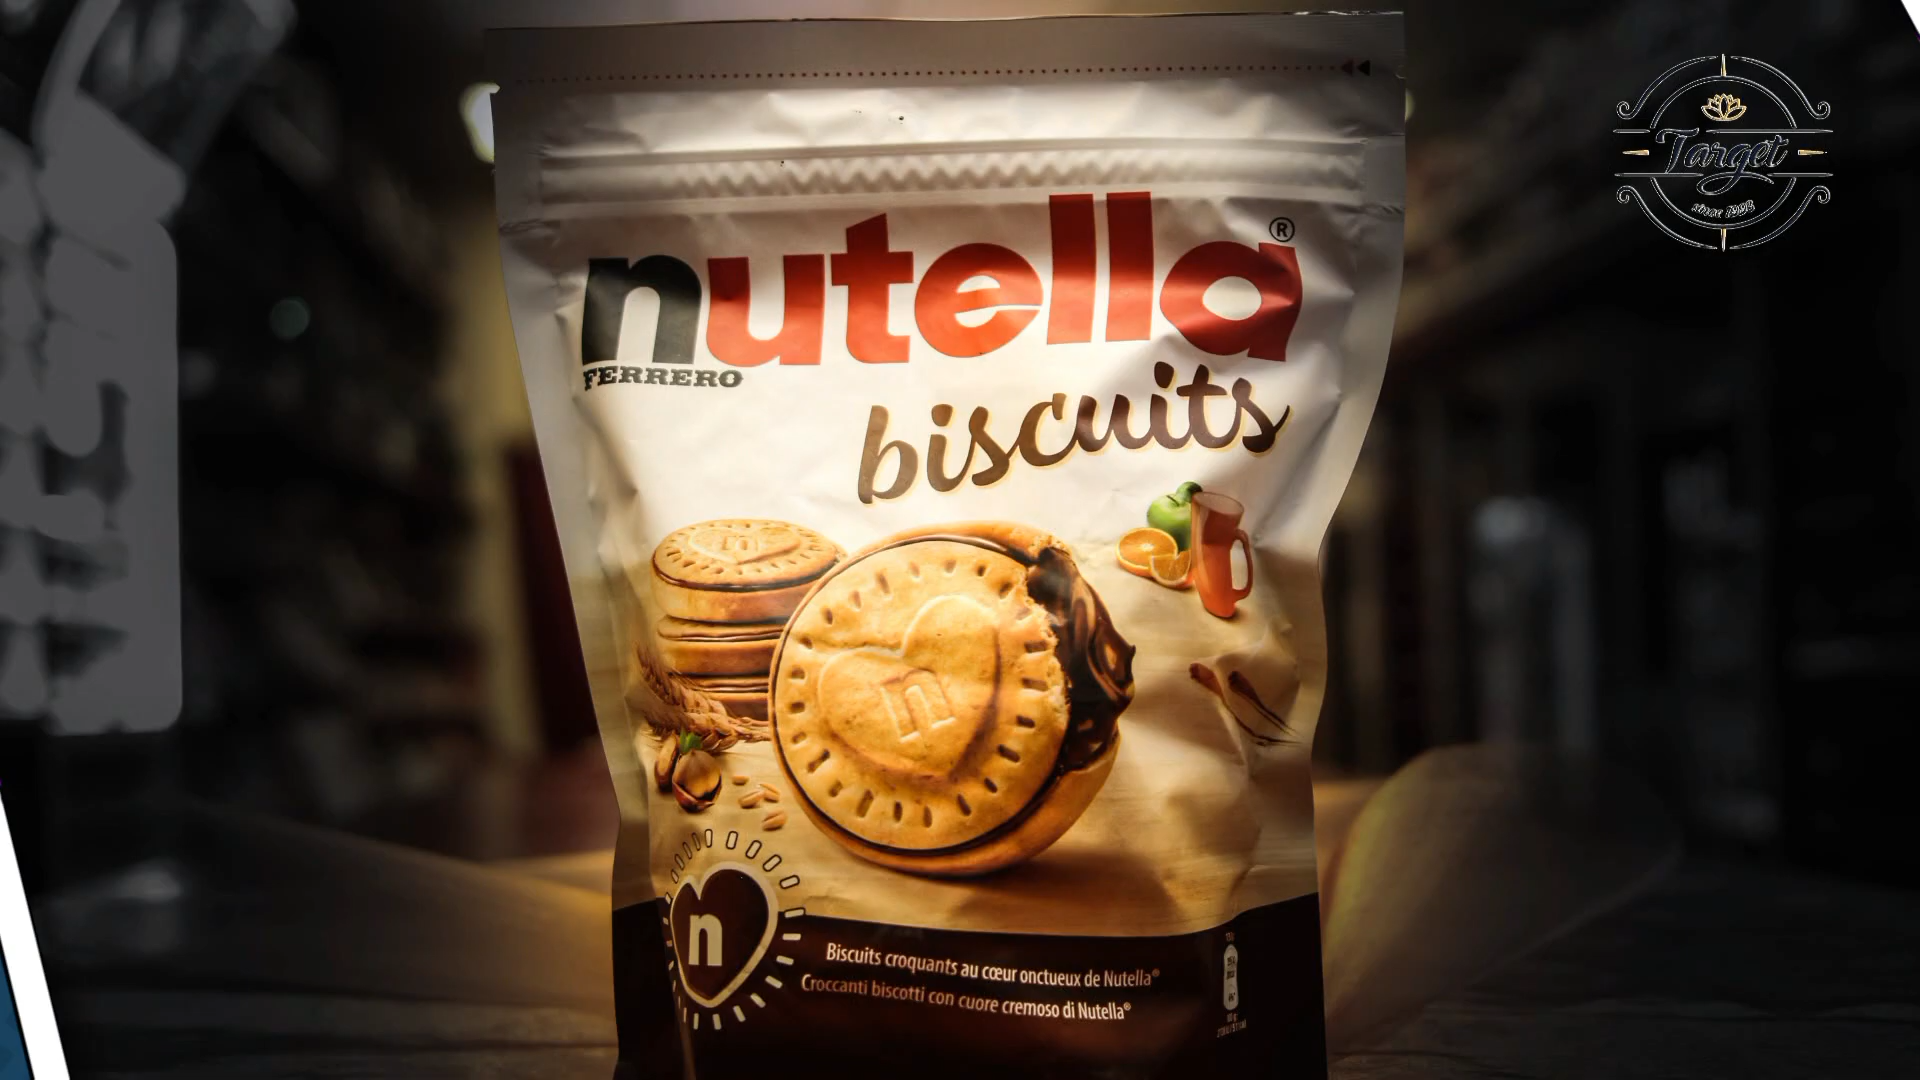 Target
since 1998
nutella®
FERRERO
biscuits
n
n
n
Biscuits croquants au cœur onctueux de Nutella®
Croccanti biscotti con cuore cremoso di Nutella®